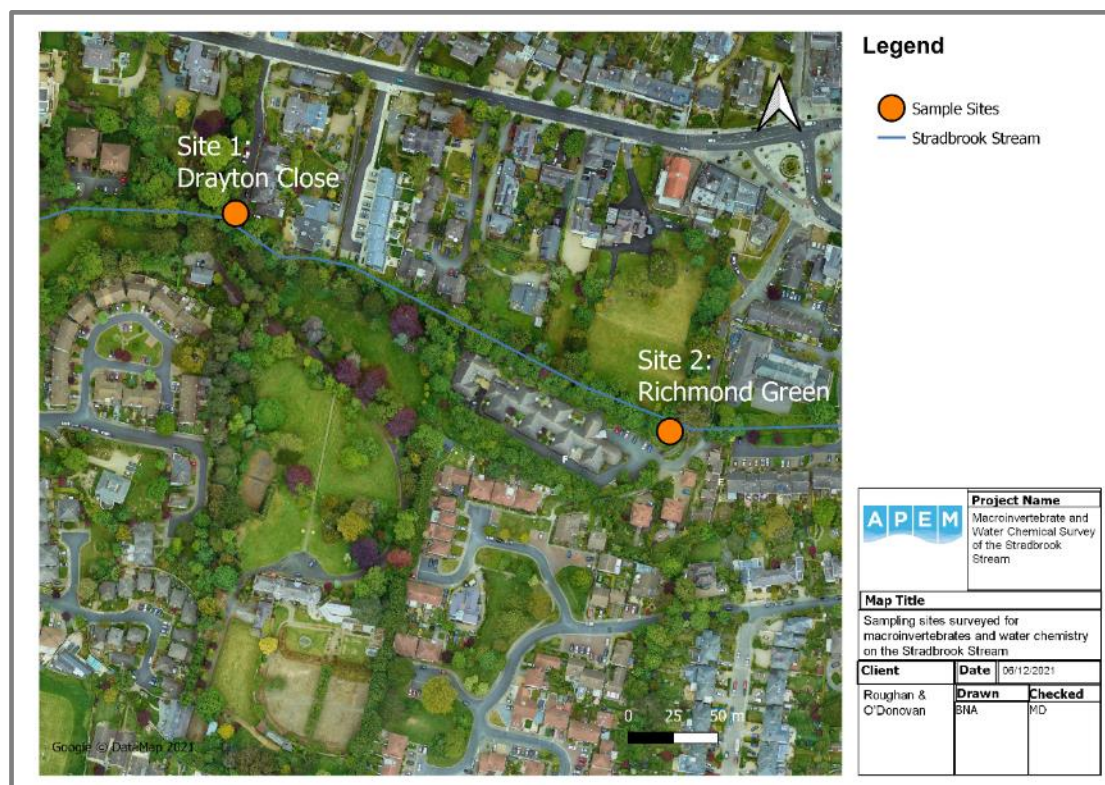 Legend
Sample Sites
Stradbrook Stream
Site 1:
Drayton Close
Site 2:
Richmond Green
F
E
0 25 50 m
Google © DataMap 2021
APEM
Project Name
Macroinvertebrate and
Water Chemical Survey
of the Stradbrook
Stream
Map Title
Sampling sites surveyed for
macroinvertebrates and water chemistry
on the Stradbrook Stream
Client
Date 06/12/2021
Roughan &
O'Donovan
Drawn
Checked
BNA
MD